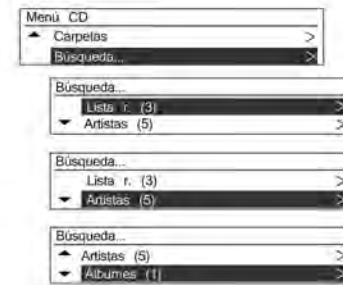 Menú CD
Carpetas >
Búsqueda... >
Búsqueda...
Lista r. (3) >
Artistas (5) >
Búsqueda...
Lista r. (3) >
Artistas (5) >
Búsqueda...
Artistas (5) >
Álbumes (1) >